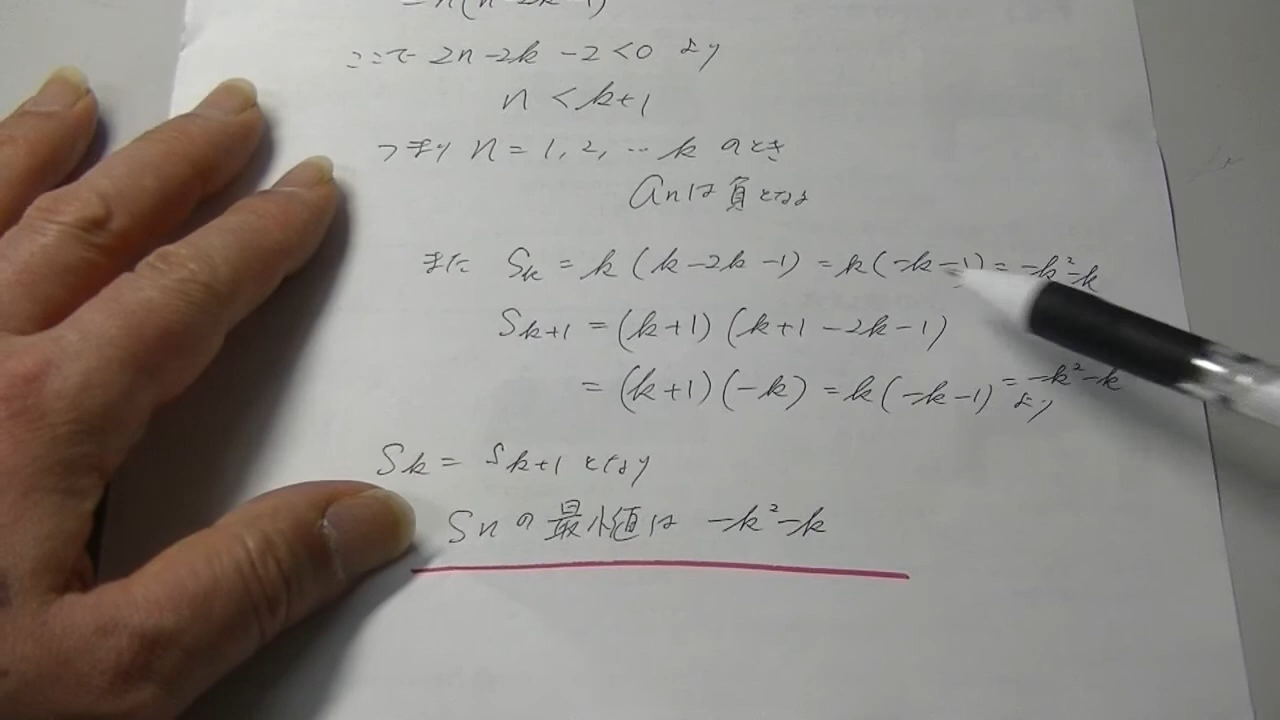 = n(n-2k-1)
ここで 2n-2k-2<0 より
n<k+1
つまり n=1,2,…k のとき
anは負となる
また Sk=k(k-2k-1)=k(-k-1)=-k²-k
Sk+1=(k+1)(k+1-2k-1)
=(k+1)(-k)=k(-k-1)=-k²-k
より
Sk=Sk+1 となり
Snの最小値は -k²-k